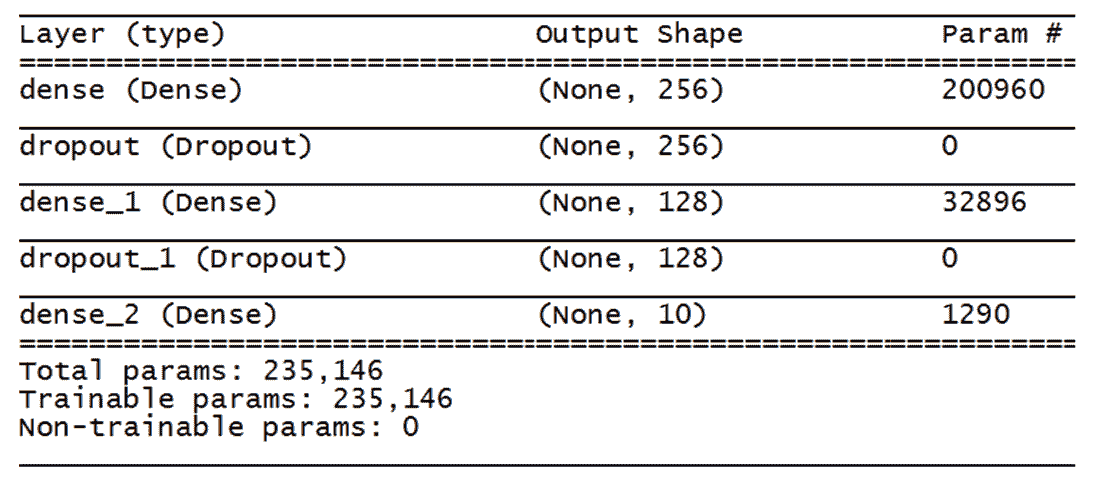 Layer (type) Output Shape Param #
=================================================================
dense (Dense) (None, 256) 200960
dropout (Dropout) (None, 256) 0
dense_1 (Dense) (None, 128) 32896
dropout_1 (Dropout) (None, 128) 0
dense_2 (Dense) (None, 10) 1290
=================================================================
Total params: 235,146
Trainable params: 235,146
Non-trainable params: 0